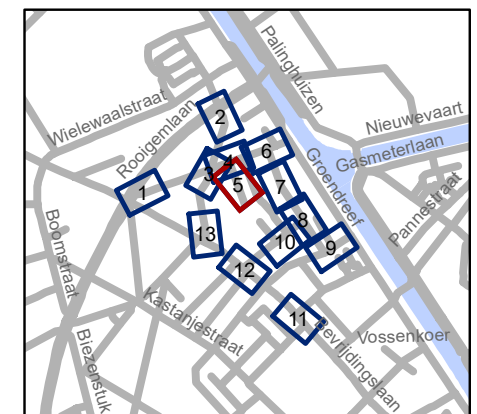 Palinghuizen
Wielewaalstraat
Rooigemlaan
Nieuwevaart
Gasmeterlaan
Groendreef
Pannestraat
Boomstraat
Kastanjestraat
Biezenstuk
Bevrijdingslaan
Vossenkoer
2
6
4
3
5
7
1
8
13
10
9
12
11